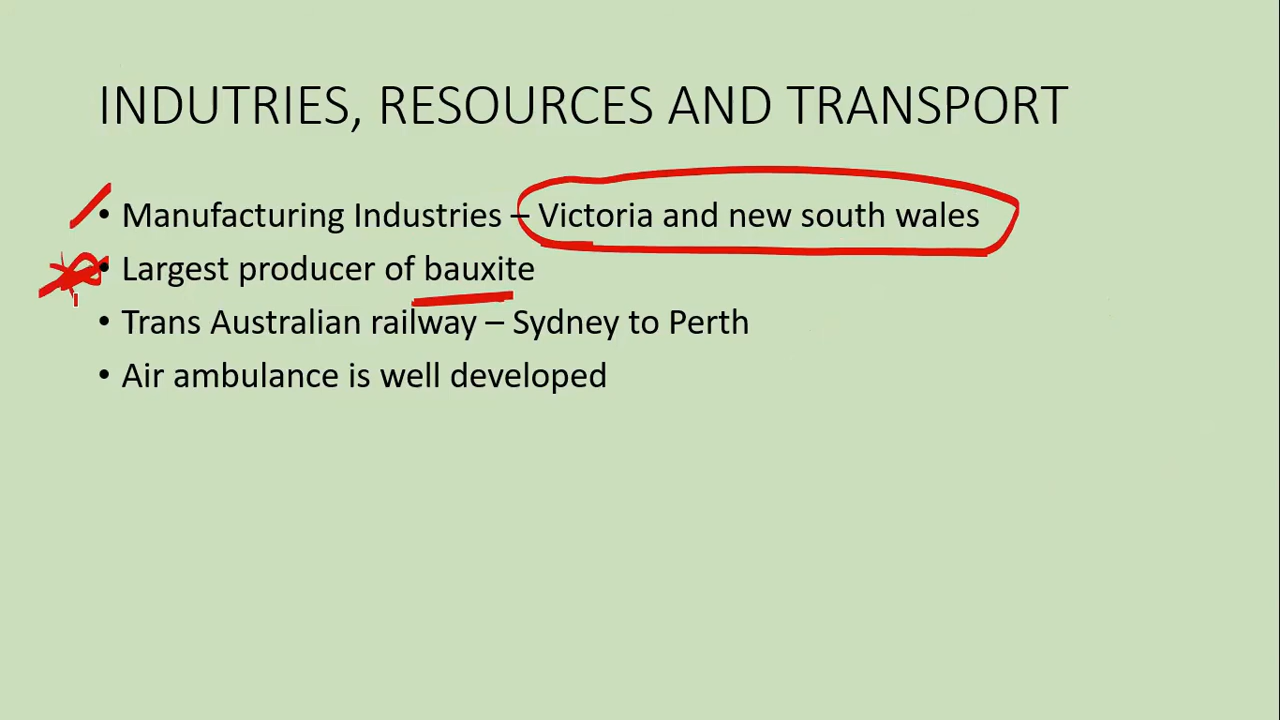 INDUTRIES, RESOURCES AND TRANSPORT
• Manufacturing Industries – Victoria and new south wales
• Largest producer of bauxite
• Trans Australian railway – Sydney to Perth
• Air ambulance is well developed